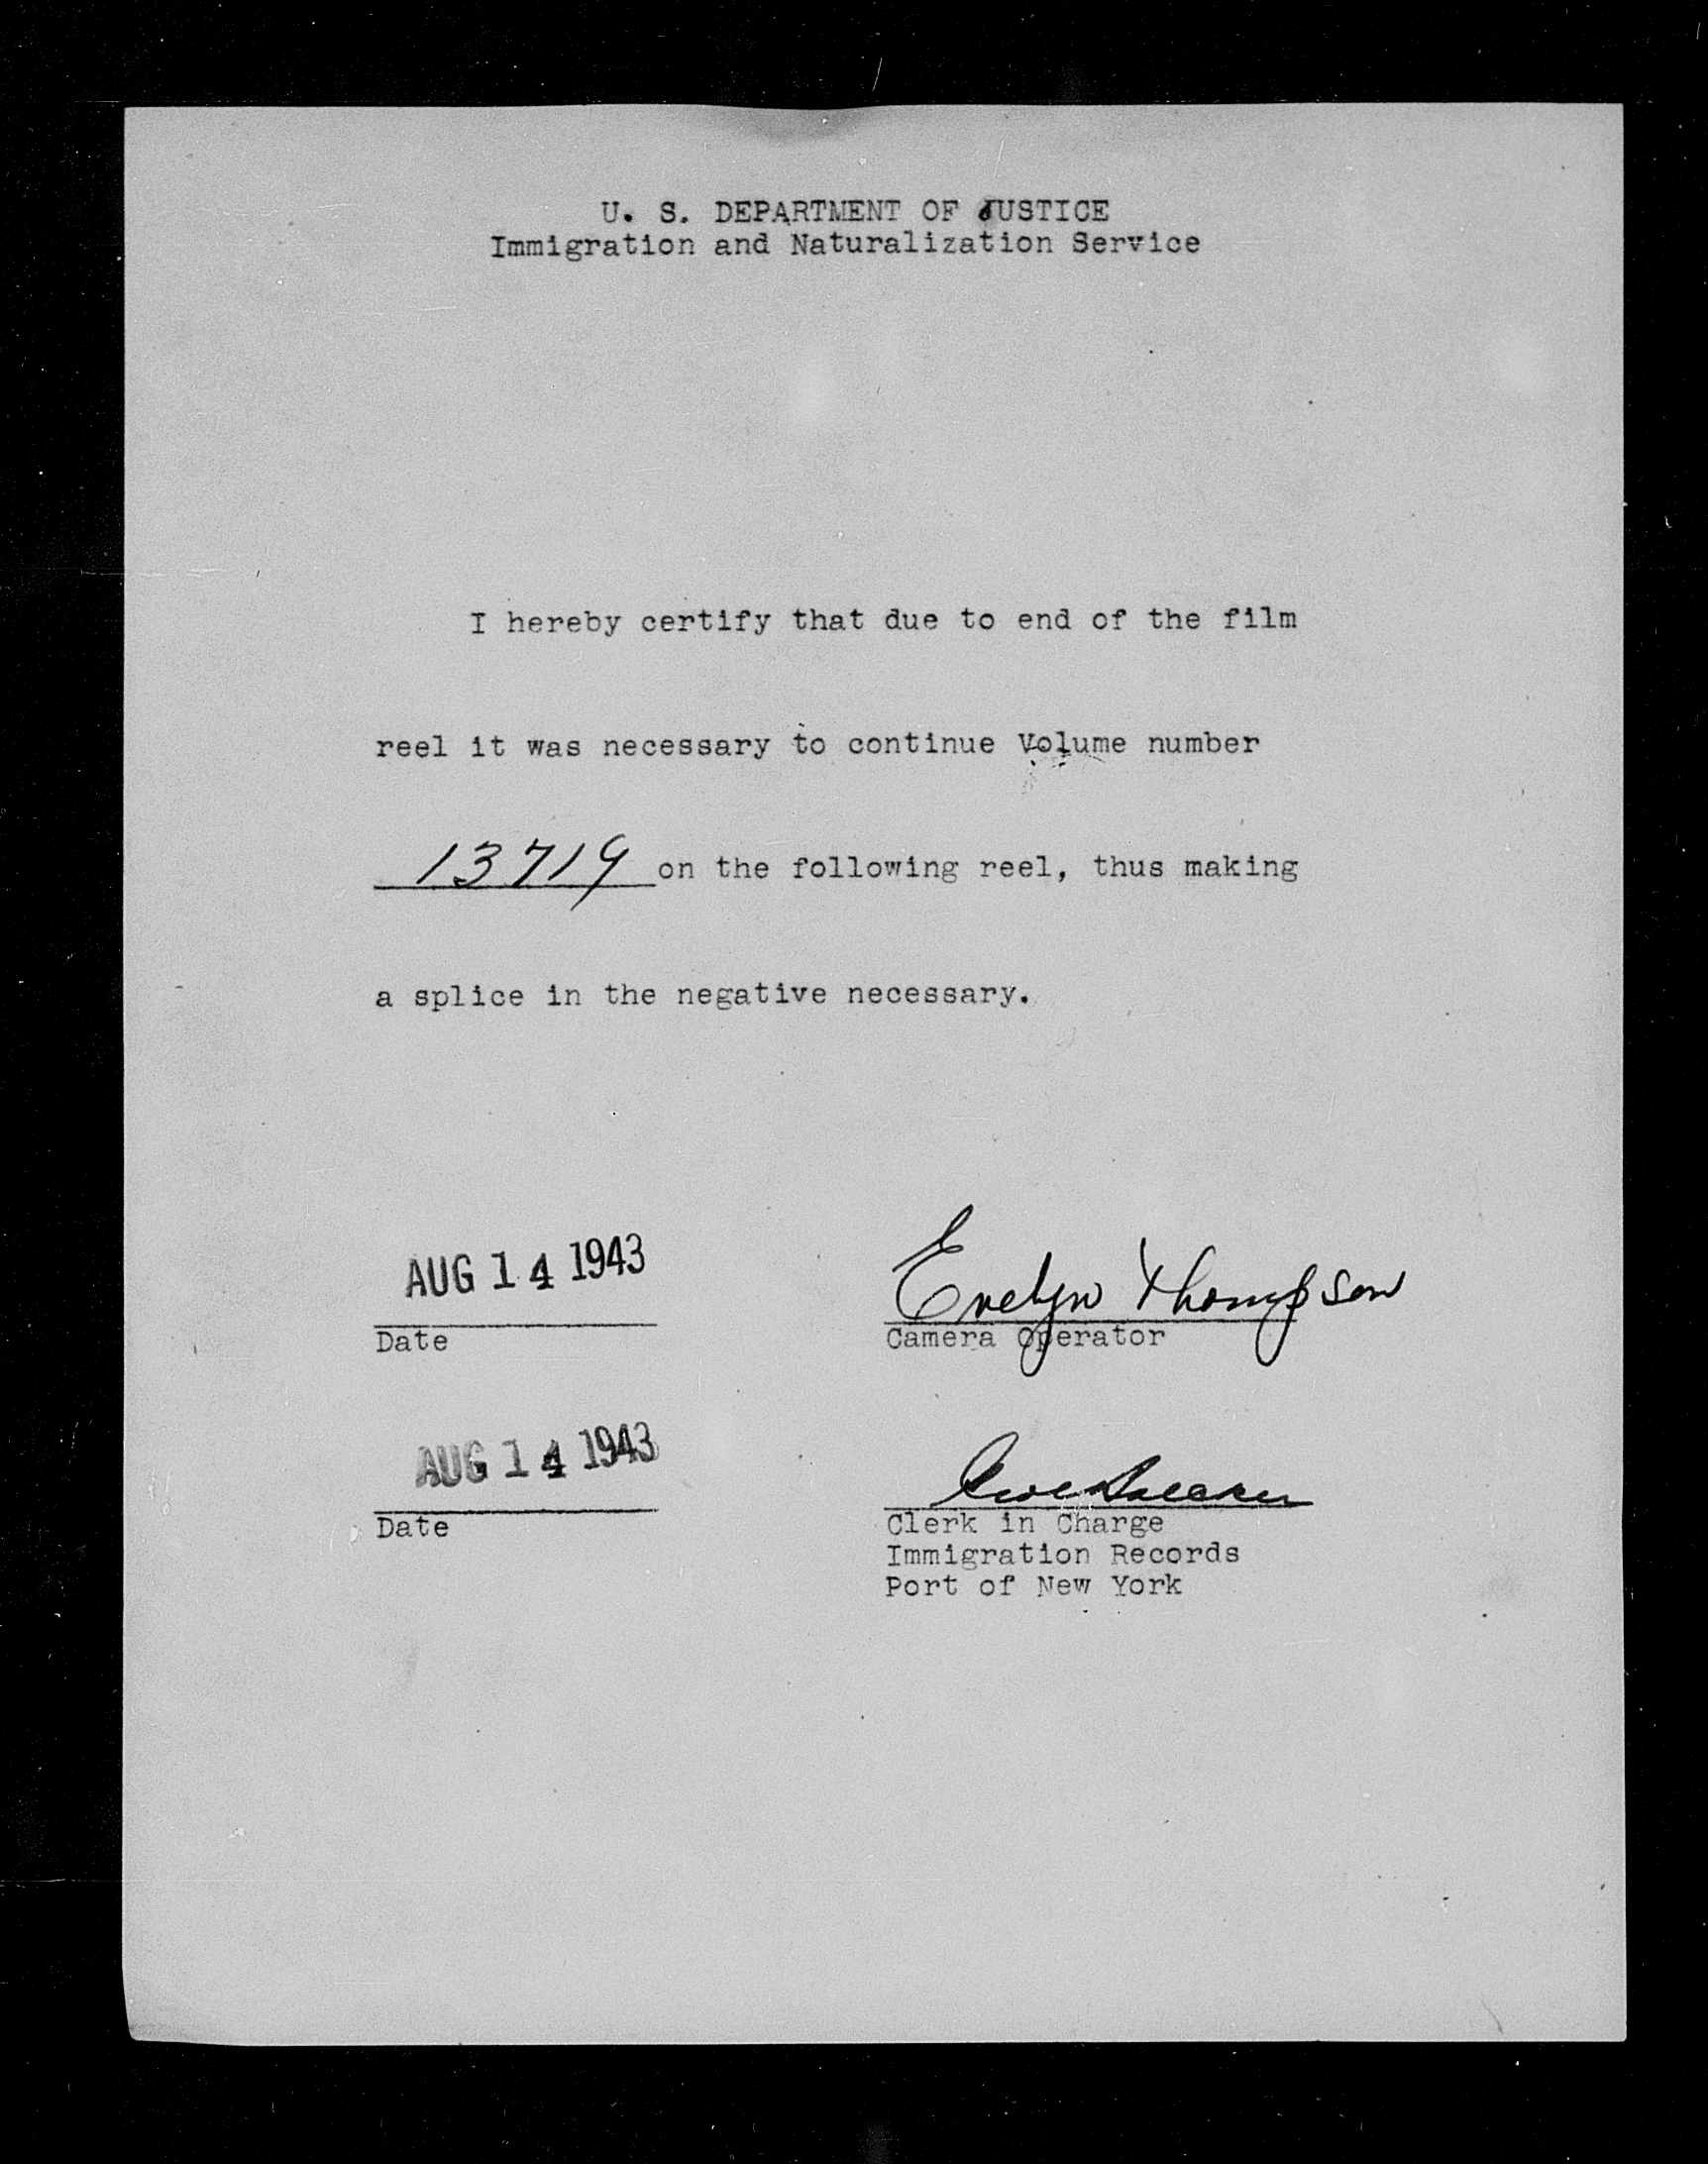 U. S. DEPARTMENT OF JUSTICE
Immigration and Naturalization Service
I hereby certify that due to end of the film
reel it was necessary to continue Volume number
13719 on the following reel, thus making
a splice in the negative necessary.
AUG 14 1943
Evelyn Thompson
Date
Camera Operator
AUG 14 1943
Date
Clerk in Charge
Immigration Records
Port of New York